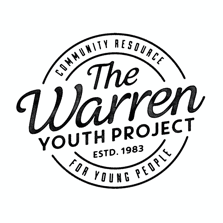 COMMUNITY RESOURCE
The
Warren
YOUTH PROJECT
ESTD. 1983
FOR YOUNG PEOPLE